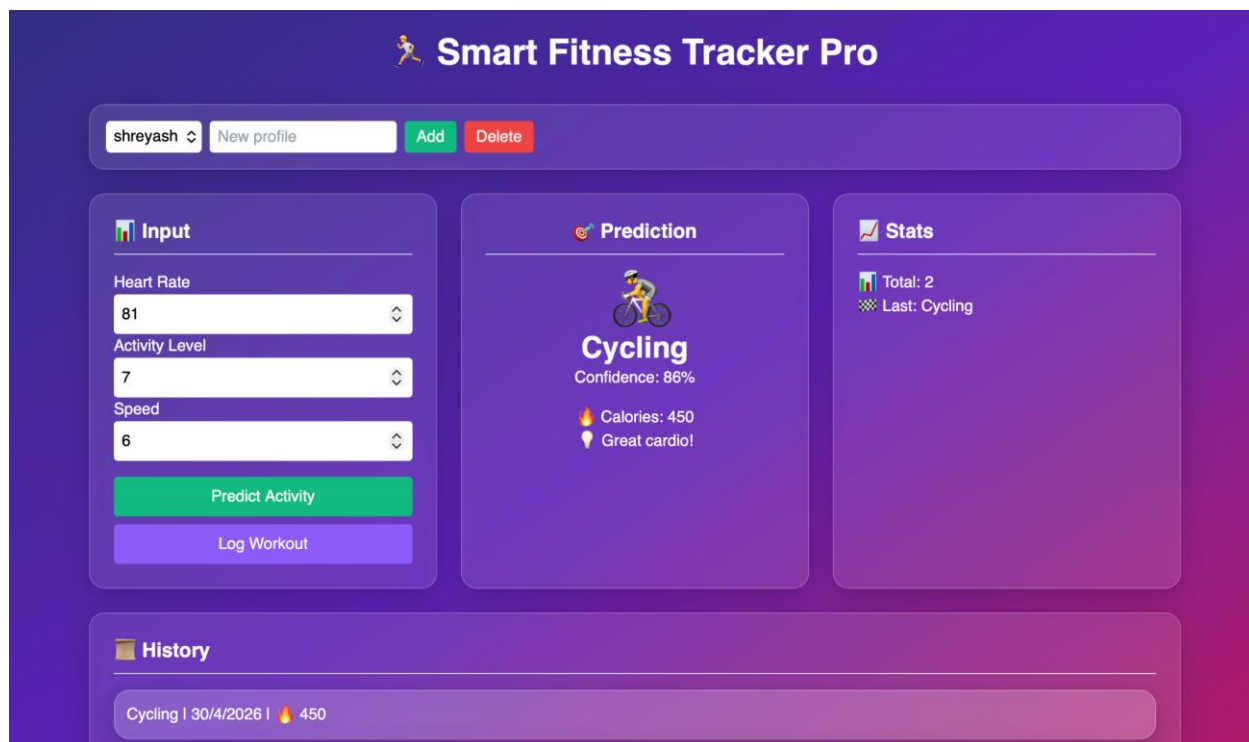 Smart Fitness Tracker Pro
shreyash New profile Add Delete
Input
Heart Rate
81
Activity Level
7
Speed
6
Predict Activity
Log Workout
Prediction
Cycling
Confidence: 86%
Calories: 450
Great cardio!
Stats
Total: 2
Last: Cycling
History
Cycling | 30/4/2026 | 🔥 450